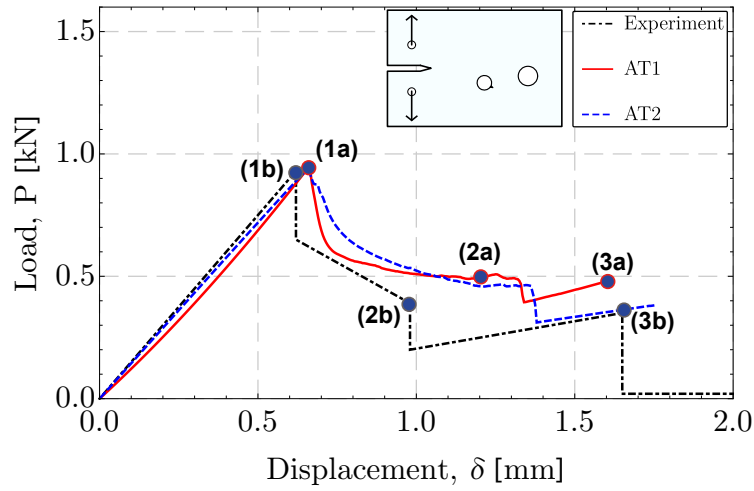 1.5
Experiment
AT1
AT2
1.0
(1b)
(1a)
Load, P [kN]
0.5
(2a)
(3a)
(2b)
(3b)
0.0
0.0
0.5
1.0
1.5
2.0
Displacement, δ [mm]